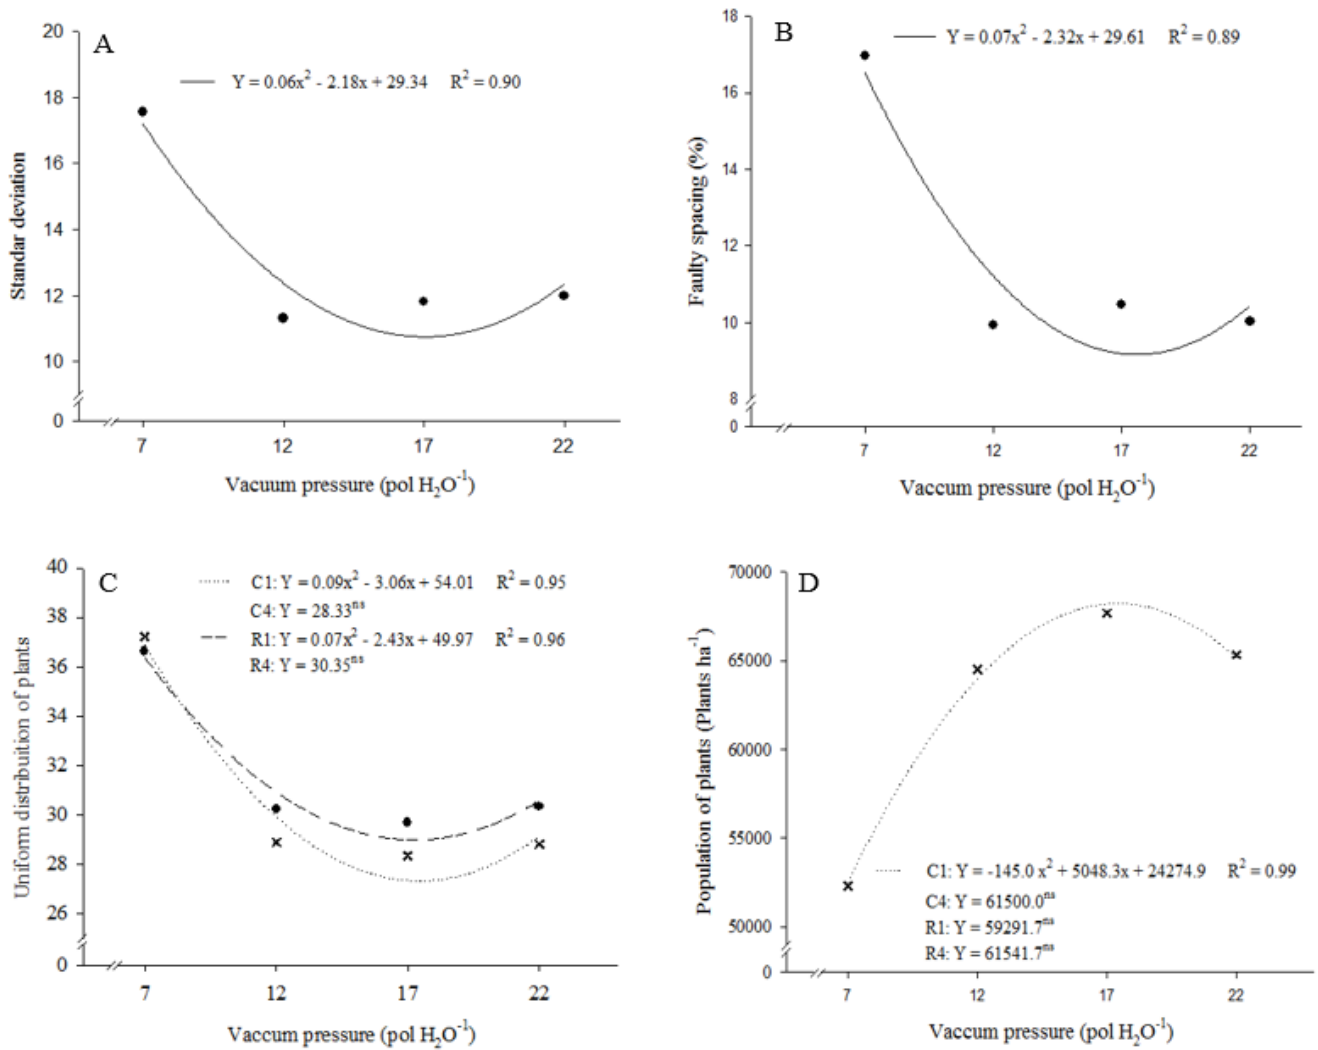 A
Y = 0.06x² - 2.18x + 29.34 R² = 0.90
Standar deviation
20
18
16
14
12
10
0
7 12 17 22
Vacuum pressure (pol H₂O⁻¹)
B
Y = 0.07x² - 2.32x + 29.61 R² = 0.89
Faulty spacing (%)
18
16
14
12
10
8
0
7 12 17 22
Vaccum pressure (pol H₂O⁻¹)
C
C1: Y = 0.09x² - 3.06x + 54.01 R² = 0.95
C4: Y = 28.33ⁿˢ
R1: Y = 0.07x² - 2.43x + 49.97 R² = 0.96
R4: Y = 30.35ⁿˢ
Uniform distribuition of plants
40
38
36
34
32
30
28
26
0
7 12 17 22
Vaccum pressure (pol H₂O⁻¹)
D
Population of plants (Plants ha⁻¹)
70000
65000
60000
55000
50000
0
C1: Y = -145.0 x² + 5048.3x + 24274.9 R² = 0.99
C4: Y = 61500.0ⁿˢ
R1: Y = 59291.7ⁿˢ
R4: Y = 61541.7ⁿˢ
7 12 17 22
Vaccum pressure (pol H₂O⁻¹)